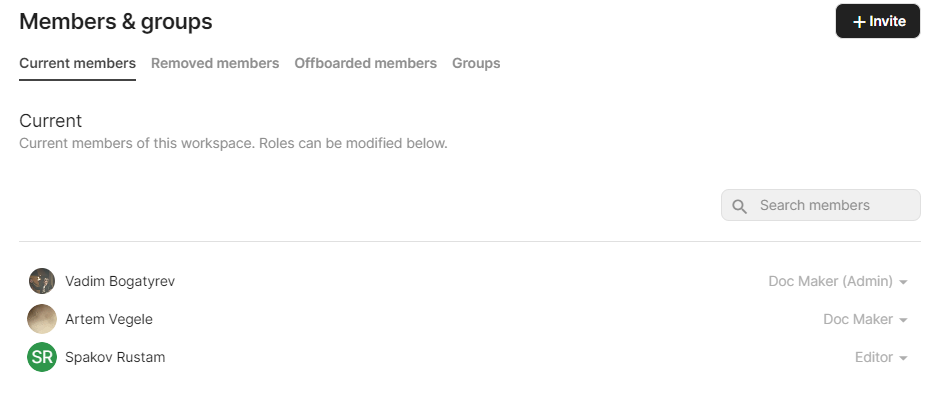 Members & groups
+ Invite
Current members Removed members Offboarded members Groups
Current
Current members of this workspace. Roles can be modified below.
Search members
Vadim Bogatyrev Doc Maker (Admin)
Artem Vegele Doc Maker
SR Spakov Rustam Editor